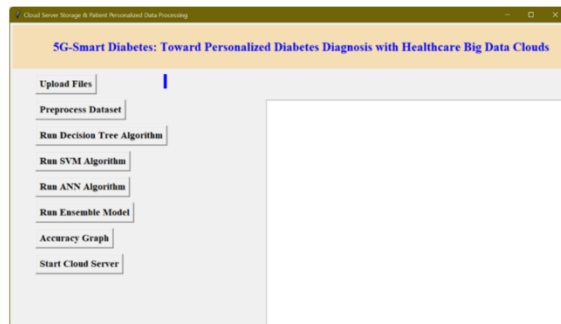 Cloud Server Storage & Patient Personalized Data Processing
5G-Smart Diabetes: Toward Personalized Diabetes Diagnosis with Healthcare Big Data Clouds
Upload Files
Preprocess Dataset
Run Decision Tree Algorithm
Run SVM Algorithm
Run ANN Algorithm
Run Ensemble Model
Accuracy Graph
Start Cloud Server